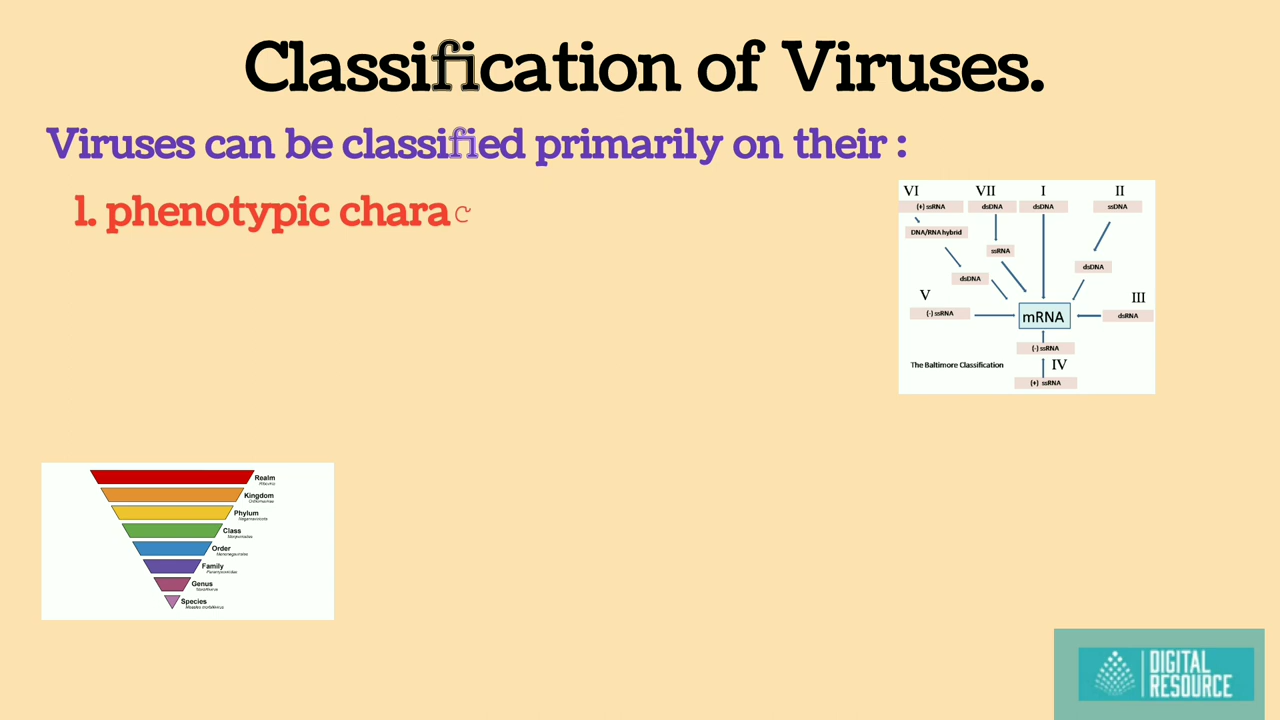 Classification of Viruses.
Viruses can be classified primarily on their :
1. phenotypic charac
VI VII I II
(+) ssRNA dsDNA dsDNA ssDNA
DNA/RNA hybrid
ssRNA
dsDNA
dsDNA
V III
(-) ssRNA mRNA dsRNA
(-) ssRNA
The Baltimore Classification IV
(+) ssRNA
Realm
Kingdom
Phylum
Class
Order
Family
Genus
Species
DIGITAL
RESOURCE